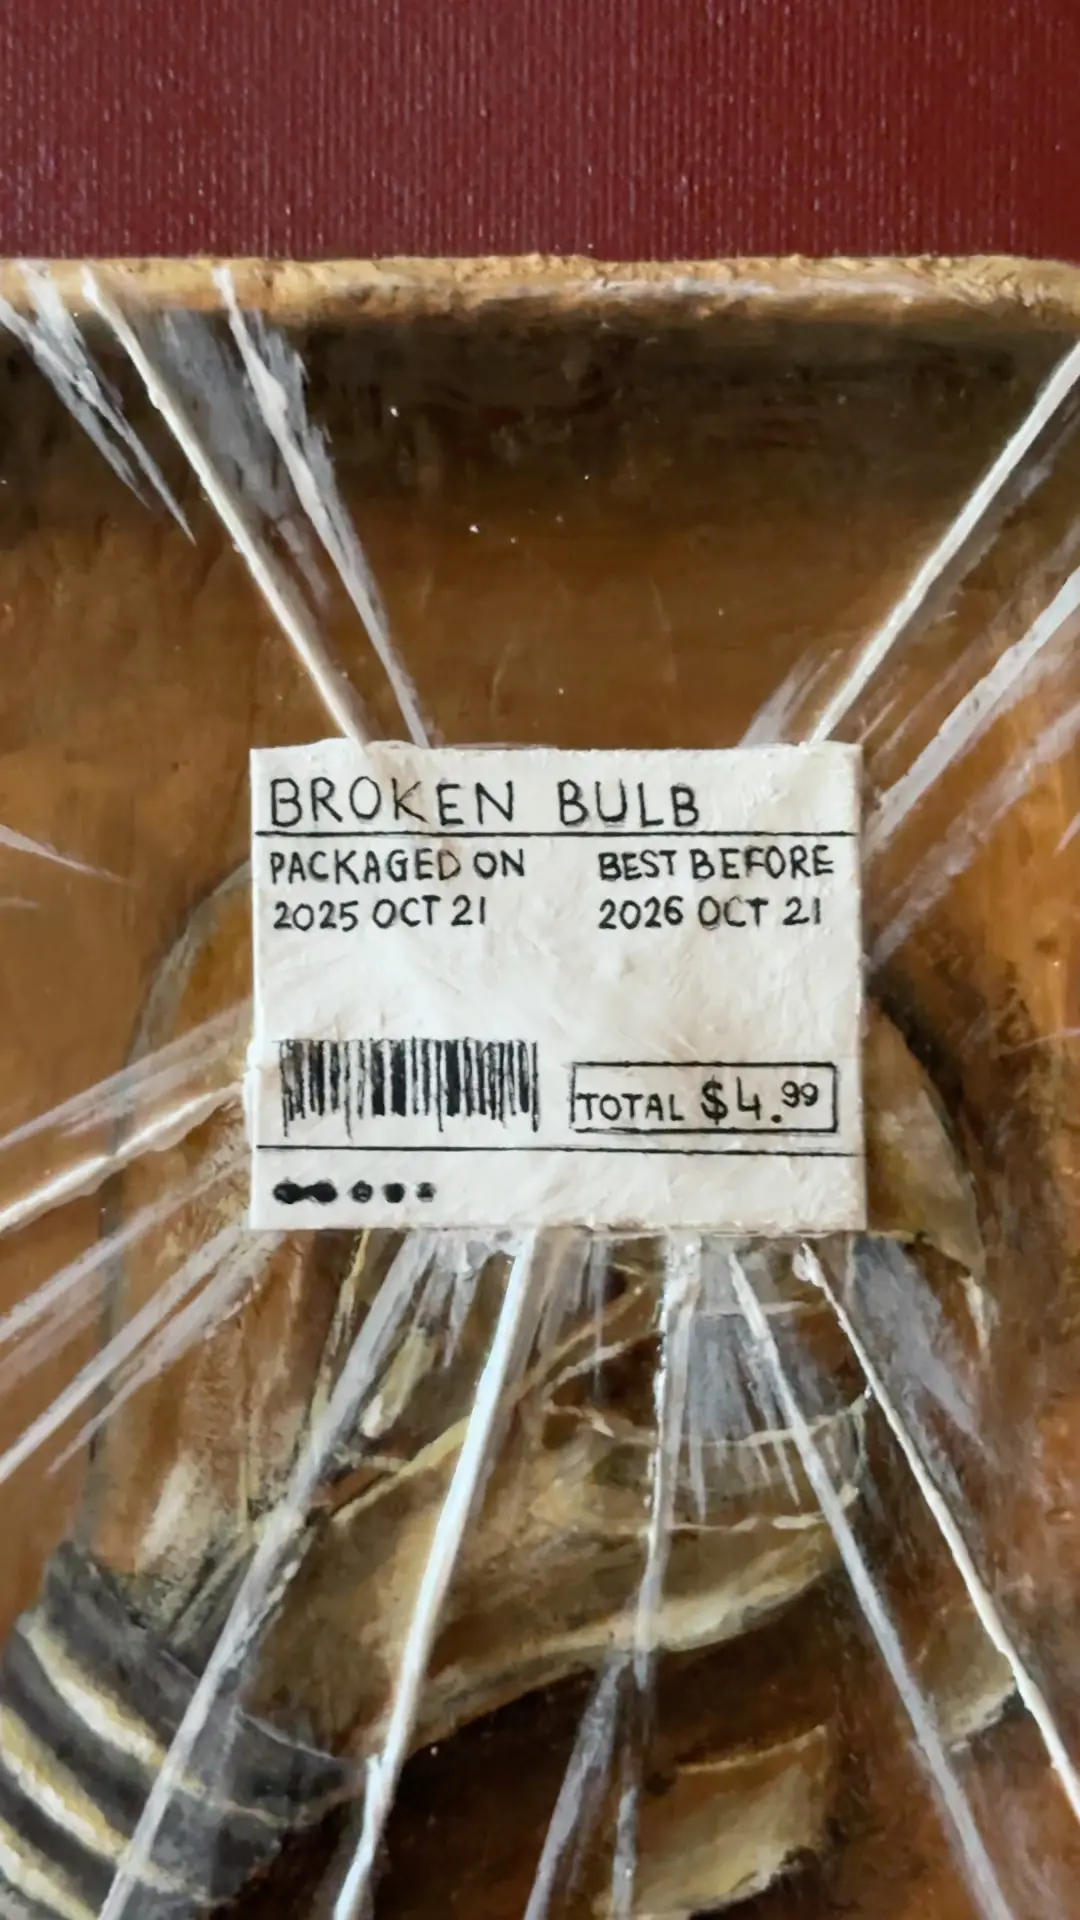 BROKEN BULB
PACKAGED ON
2025 OCT 21
BEST BEFORE
2026 OCT 21
TOTAL $4.99